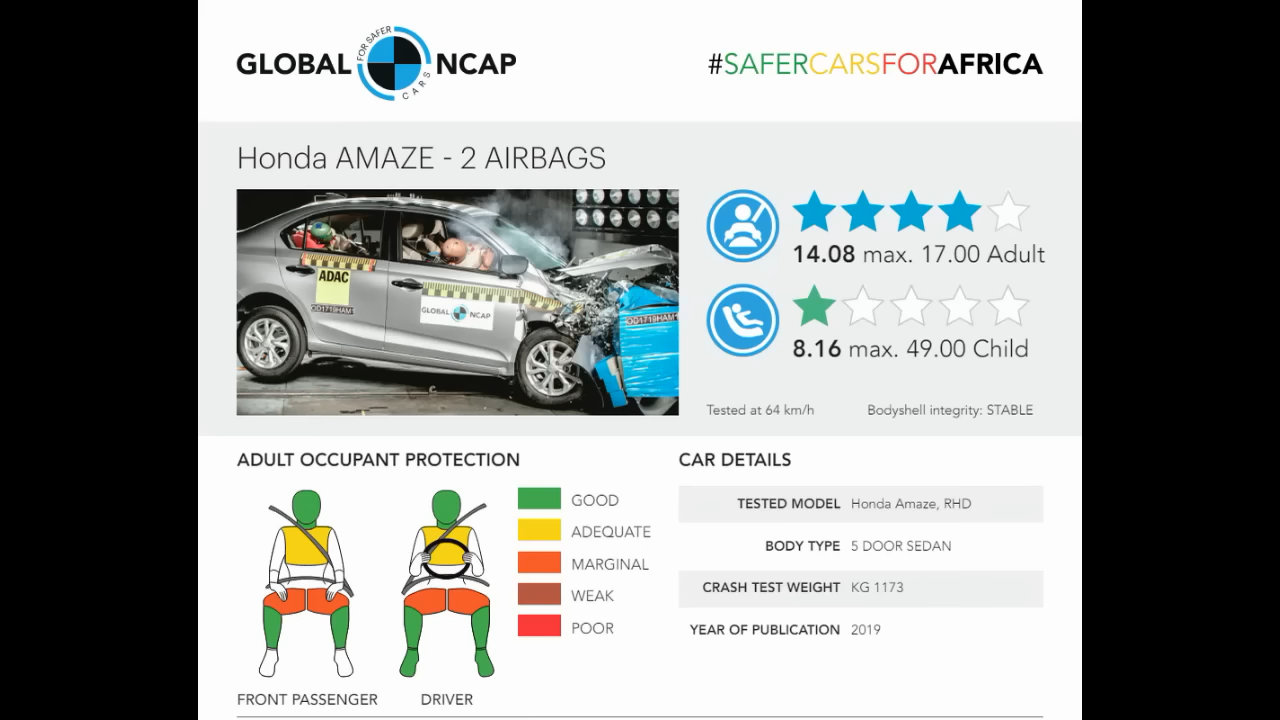 GLOBAL FOR SAFER CARS NCAP
#SAFERCARSFORAFRICA
Honda AMAZE - 2 AIRBAGS
ADAC
OD1719HAM1
GLOBAL NCAP
OD1719HAM1
14.08 max. 17.00 Adult
8.16 max. 49.00 Child
Tested at 64 km/h
Bodyshell integrity: STABLE
ADULT OCCUPANT PROTECTION
GOOD
ADEQUATE
MARGINAL
WEAK
POOR
FRONT PASSENGER
DRIVER
CAR DETAILS
TESTED MODEL Honda Amaze, RHD
BODY TYPE 5 DOOR SEDAN
CRASH TEST WEIGHT KG 1173
YEAR OF PUBLICATION 2019